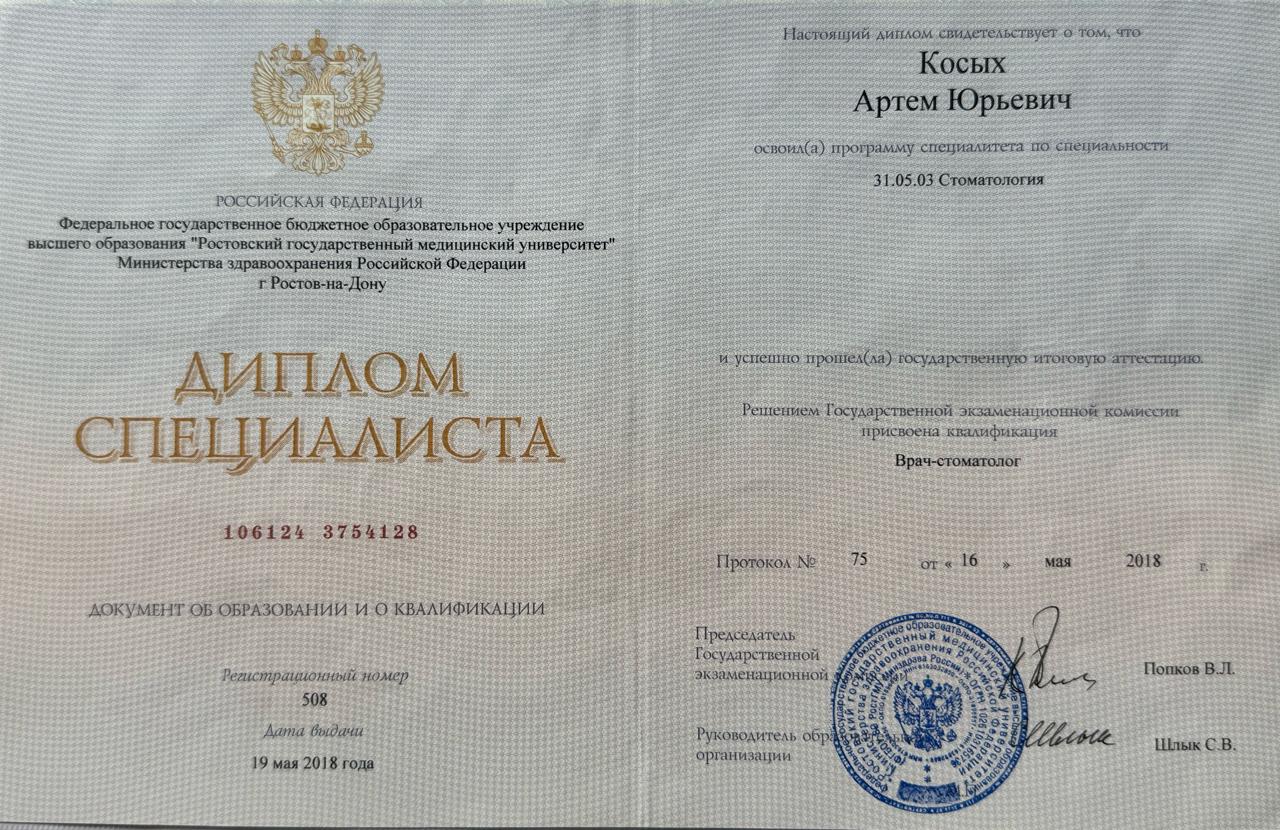 РОССИЙСКАЯ ФЕДЕРАЦИЯ
Федеральное государственное бюджетное образовательное учреждение
высшего образования "Ростовский государственный медицинский университет"
Министерства здравоохранения Российской Федерации
г Ростов-на-Дону
ДИПЛОМ
СПЕЦИАЛИСТА
106124 3754128
ДОКУМЕНТ ОБ ОБРАЗОВАНИИ И О КВАЛИФИКАЦИИ
Регистрационный номер
508
Дата выдачи
19 мая 2018 года
Настоящий диплом свидетельствует о том, что
Косых
Артем Юрьевич
освоил(а) программу специалитета по специальности
31.05.03 Стоматология
и успешно прошел(ла) государственную итоговую аттестацию.
Решением Государственной экзаменационной комиссии
присвоена квалификация
Врач-стоматолог
Протокол № 75 от « 16 » мая 2018 г.
Председатель
Государственной
экзаменационной
Попков В.Л.
Руководитель
организации
Шлык С.В.